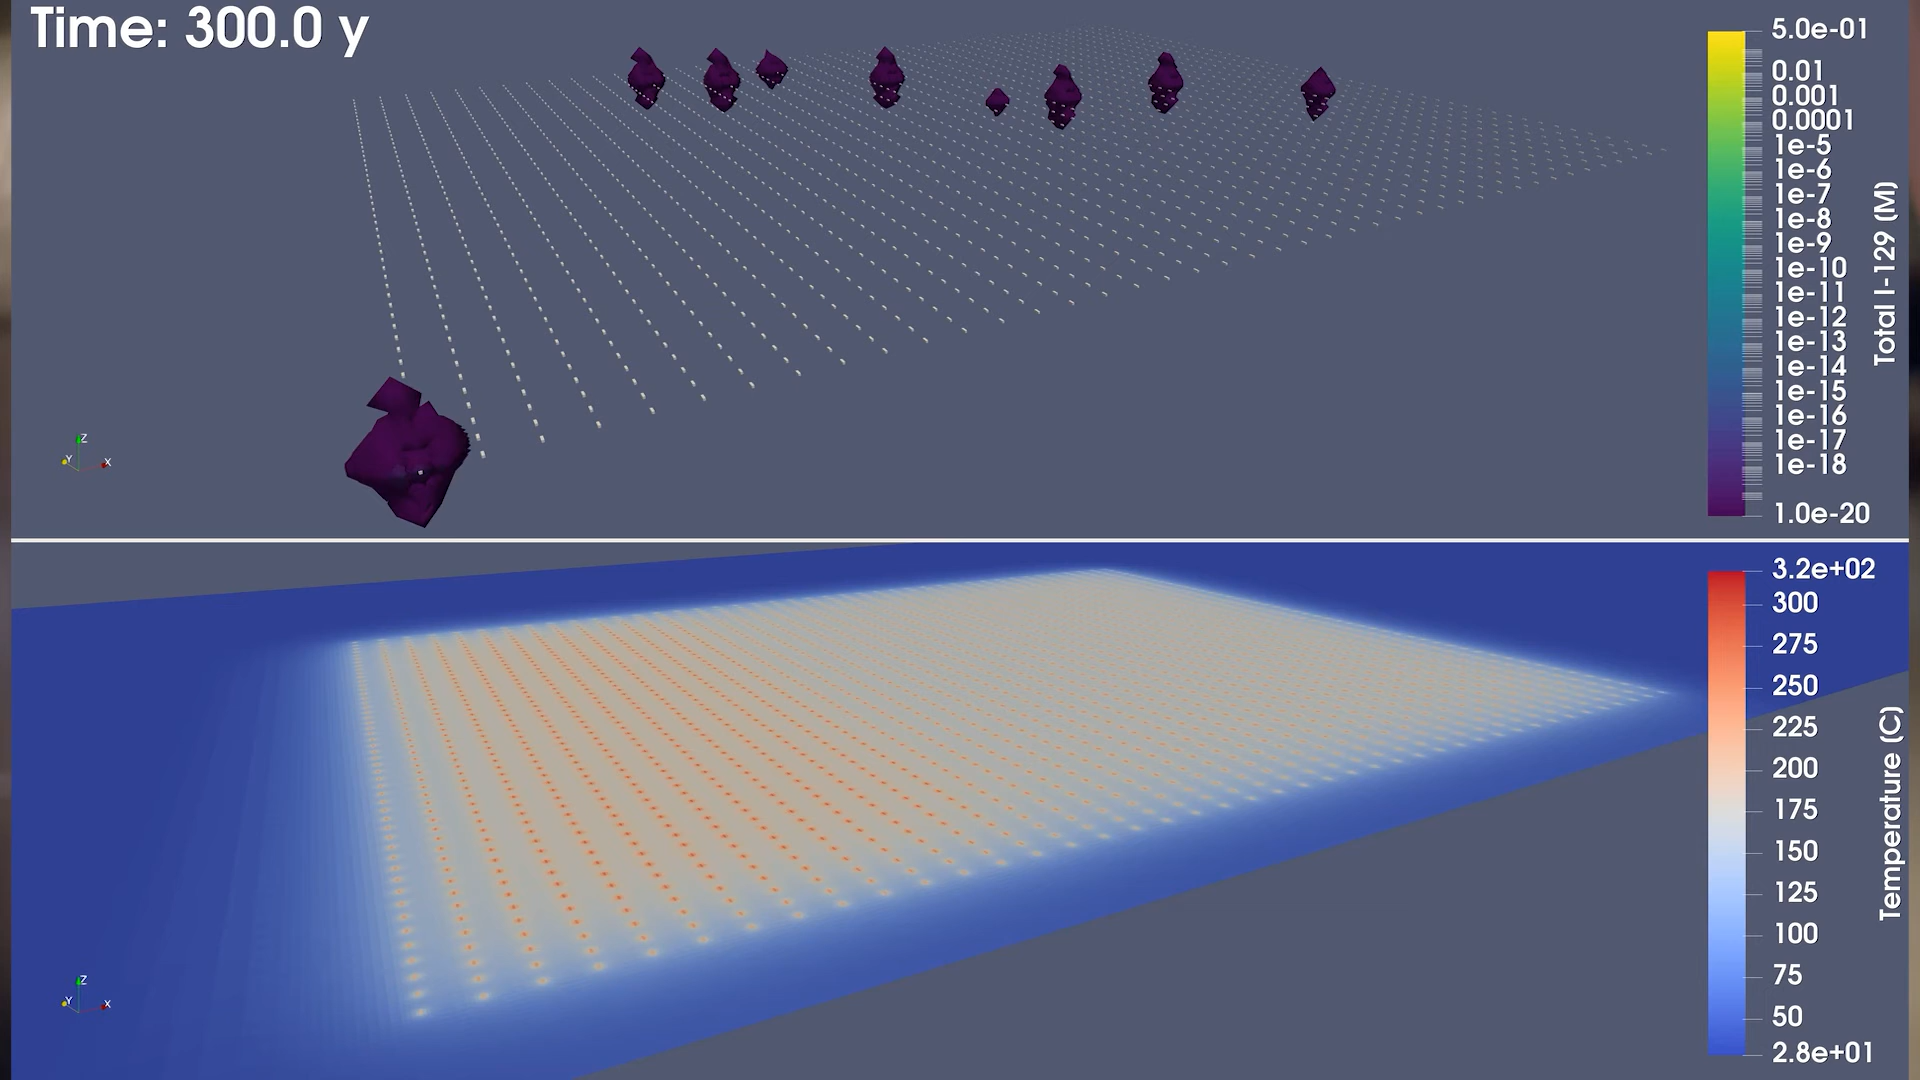 Time: 300.0 y
5.0e-01
0.01
0.001
0.0001
1e-5
1e-6
1e-7
1e-8
1e-9
1e-10
1e-11
1e-12
1e-13
1e-14
1e-15
1e-16
1e-17
1e-18
1.0e-20
Total I-129 (M)
Z
Y
X
3.2e+02
300
275
250
225
200
175
150
125
100
75
50
2.8e+01
Temperature (C)
Z
Y
X